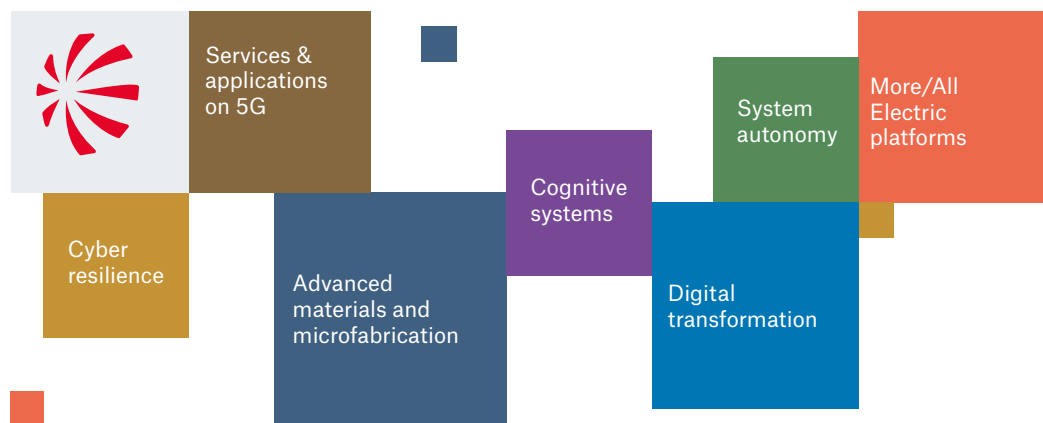 Services &
applications
on 5G
More/All
Electric
platforms
System
autonomy
Cognitive
systems
Cyber
resilience
Advanced
materials and
microfabrication
Digital
transformation